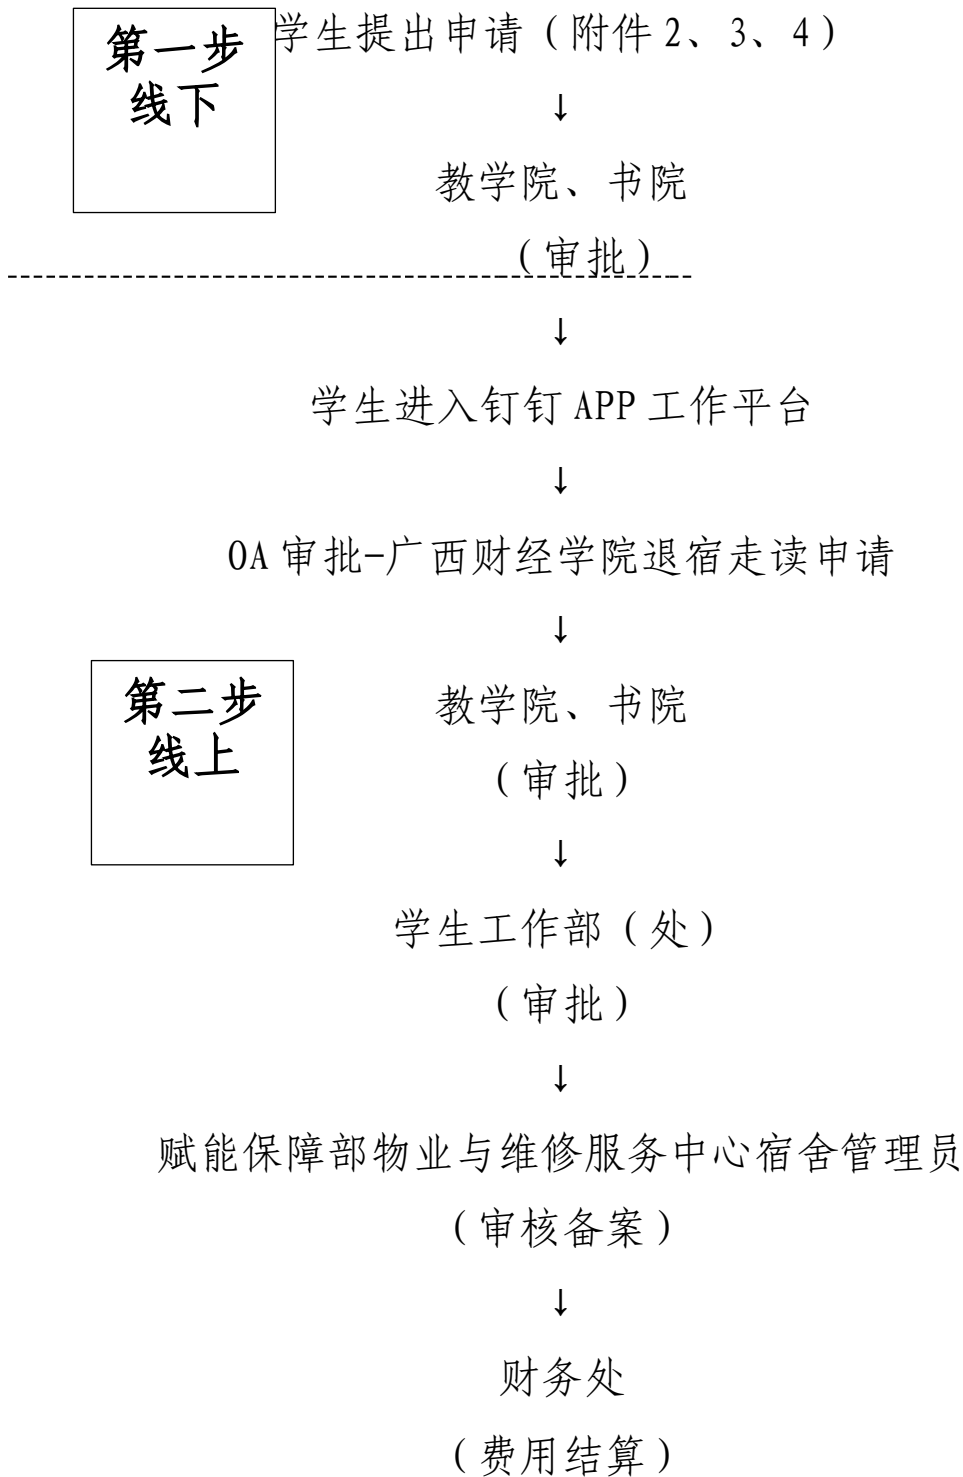 第一步
线下
学生提出申请（附件2、3、4）
↓
教学院、书院
（审批）
↓
学生进入钉钉APP工作平台
↓
OA审批-广西财经学院退宿走读申请
↓
第二步
线上
教学院、书院
（审批）
↓
学生工作部（处）
（审批）
↓
赋能保障部物业与维修服务中心宿舍管理员
（审核备案）
↓
财务处
（费用结算）